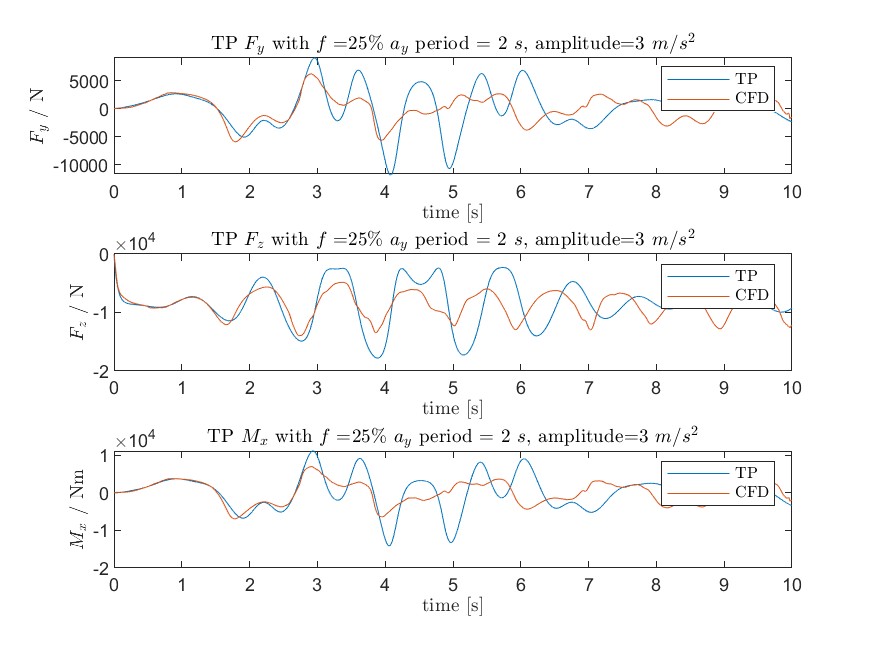 TP F_y with f =25% a_y period = 2 s, amplitude=3 m/s^2
F_y / N
5000
0
-5000
-10000
TP
CFD
0 1 2 3 4 5 6 7 8 9 10
time [s]
×10^4
TP F_z with f =25% a_y period = 2 s, amplitude=3 m/s^2
F_z / N
0
-1
-2
TP
CFD
0 1 2 3 4 5 6 7 8 9 10
time [s]
×10^4
TP M_x with f =25% a_y period = 2 s, amplitude=3 m/s^2
M_x / Nm
1
0
-1
-2
TP
CFD
0 1 2 3 4 5 6 7 8 9 10
time [s]